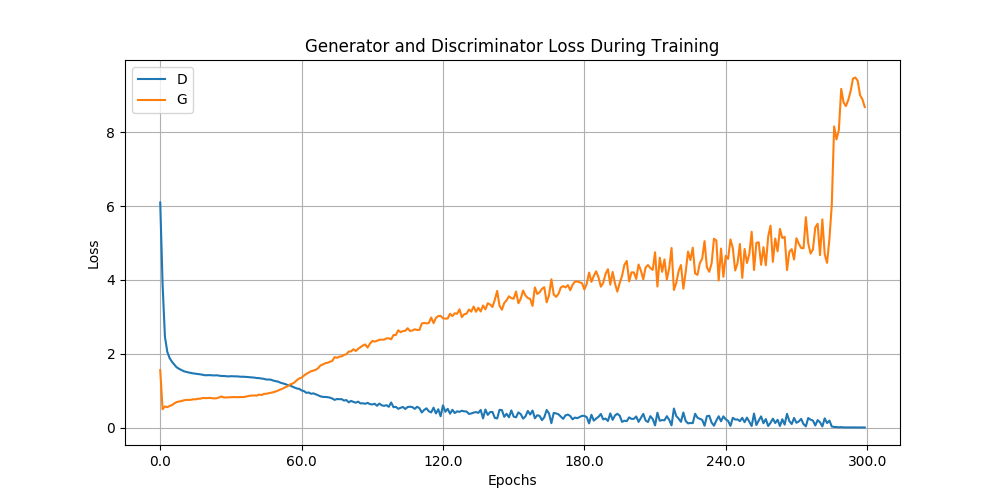 Generator and Discriminator Loss During Training
D
G
8
6
4
2
0
Loss
0.0 60.0 120.0 180.0 240.0 300.0
Epochs